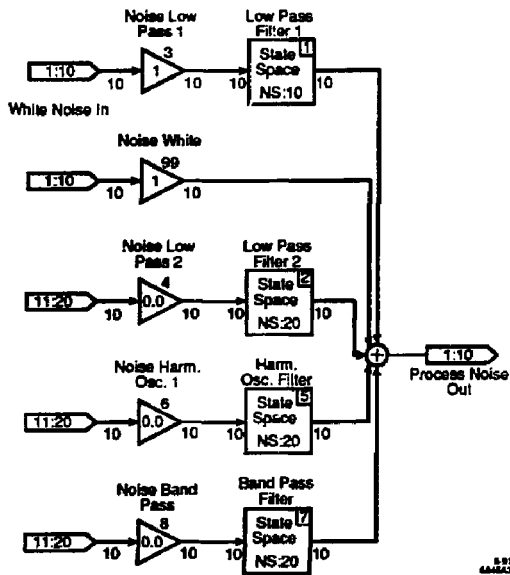 Noise Low
Pass 1
3
Low Pass
Filter 1
1
1:10
10
1
10
10
State
Space
NS:10
10
White Noise In
Noise White
99
1:10
10
1
10
Noise Low
Pass 2
4
Low Pass
Filter 2
2
11:20
10
0.0
10
10
State
Space
NS:20
10
+
1:10
Process Noise
Out
Noise Harm.
Osc. 1
6
Harm.
Osc. Filter
5
11:20
10
0.0
10
10
State
Space
NS:20
10
Noise Band
Pass
8
Band Pass
Filter
7
11:20
10
0.0
10
10
State
Space
NS:20
10